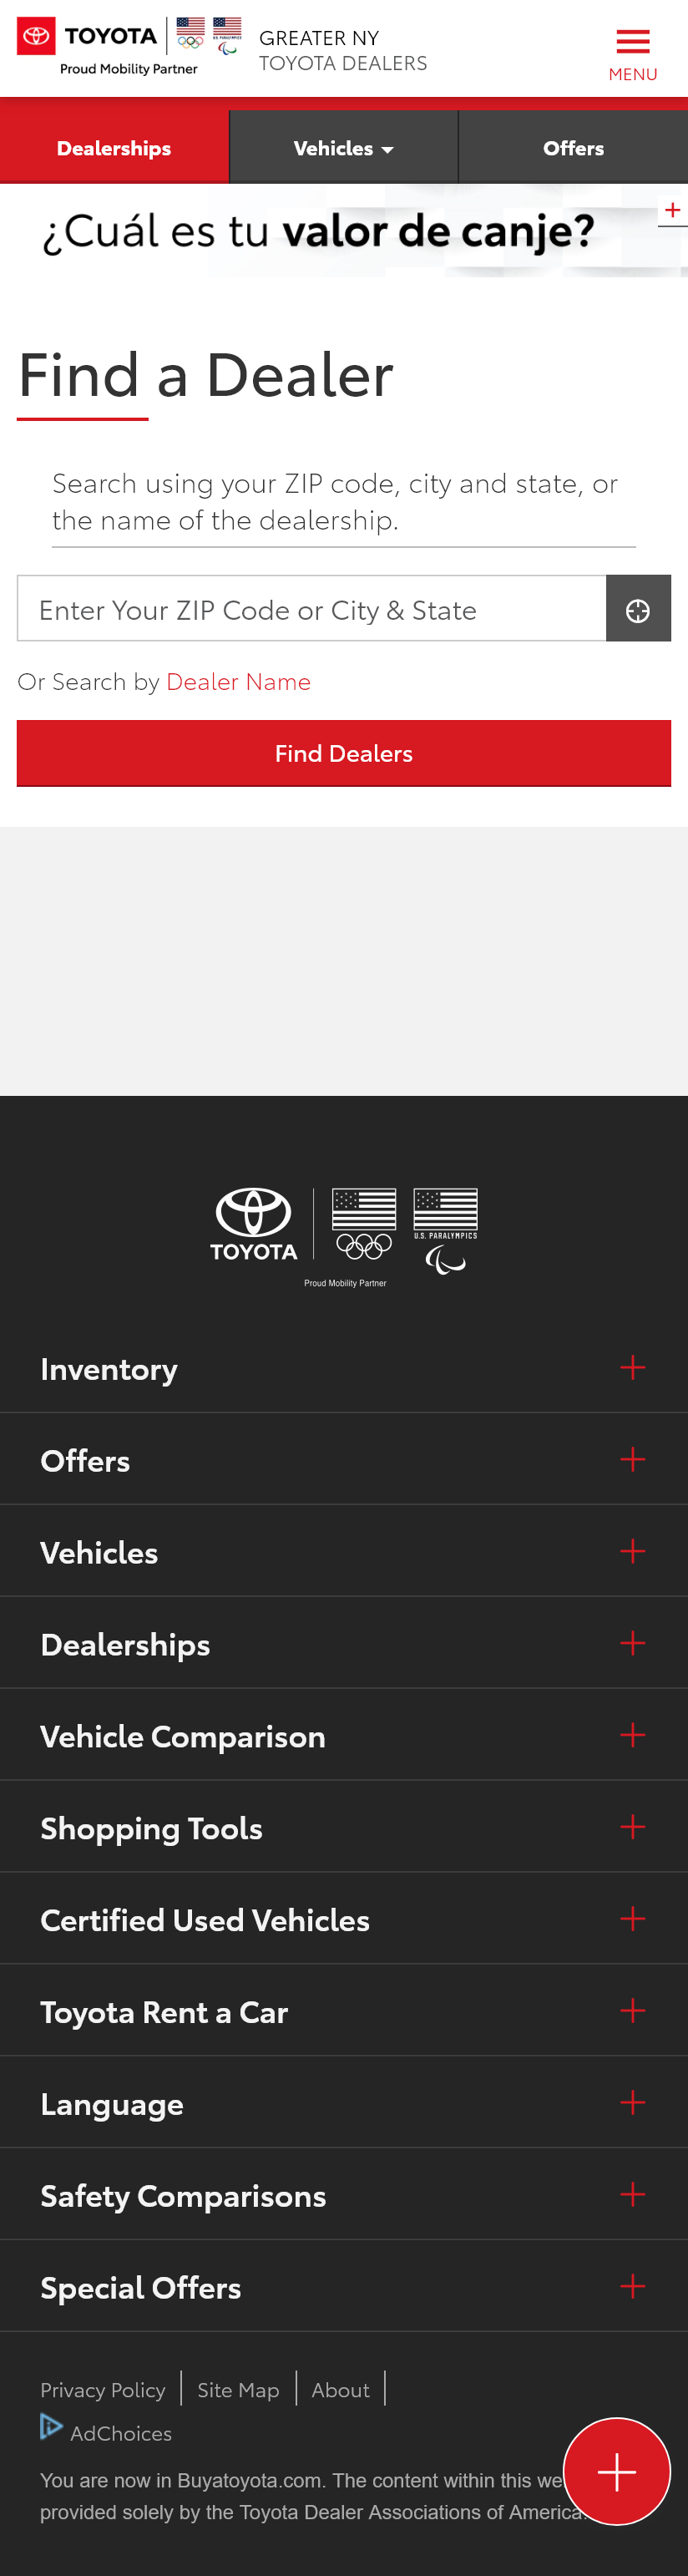 TOYOTA
Proud Mobility Partner
GREATER NY
TOYOTA DEALERS
MENU
Dealerships
Vehicles
Offers
¿Cuál es tu valor de canje?
Find a Dealer
Search using your ZIP code, city and state, or
the name of the dealership.
Enter Your ZIP Code or City & State
Or Search by Dealer Name
Find Dealers
TOYOTA
U.S. PARALYMPICS
Proud Mobility Partner
Inventory
Offers
Vehicles
Dealerships
Vehicle Comparison
Shopping Tools
Certified Used Vehicles
Toyota Rent a Car
Language
Safety Comparisons
Special Offers
Privacy Policy
Site Map
About
AdChoices
You are now in Buyatoyota.com. The content within this we
provided solely by the Toyota Dealer Associations of America.